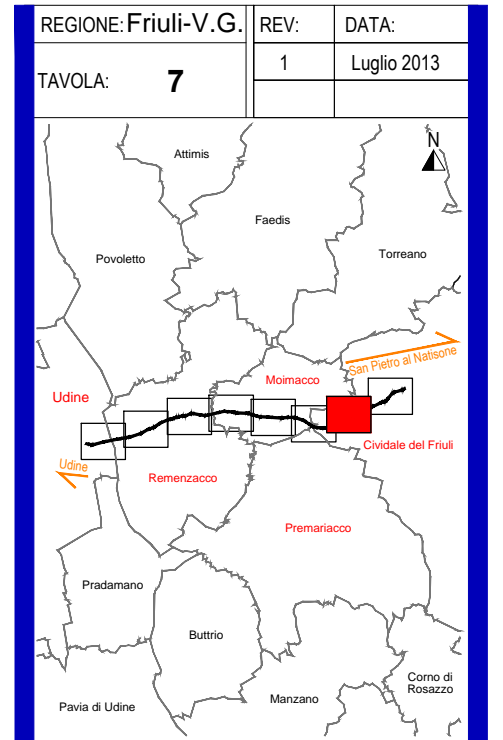 REGIONE: Friuli-V.G.
REV:
DATA:
TAVOLA: 7
1
Luglio 2013
N
Attimis
Faedis
Povoletto
Torreano
San Pietro al Natisone
Moimacco
Udine
Cividale del Friuli
Udine
Remenzacco
Premariacco
Pradamano
Buttrio
Corno di
Rosazzo
Manzano
Pavia di Udine